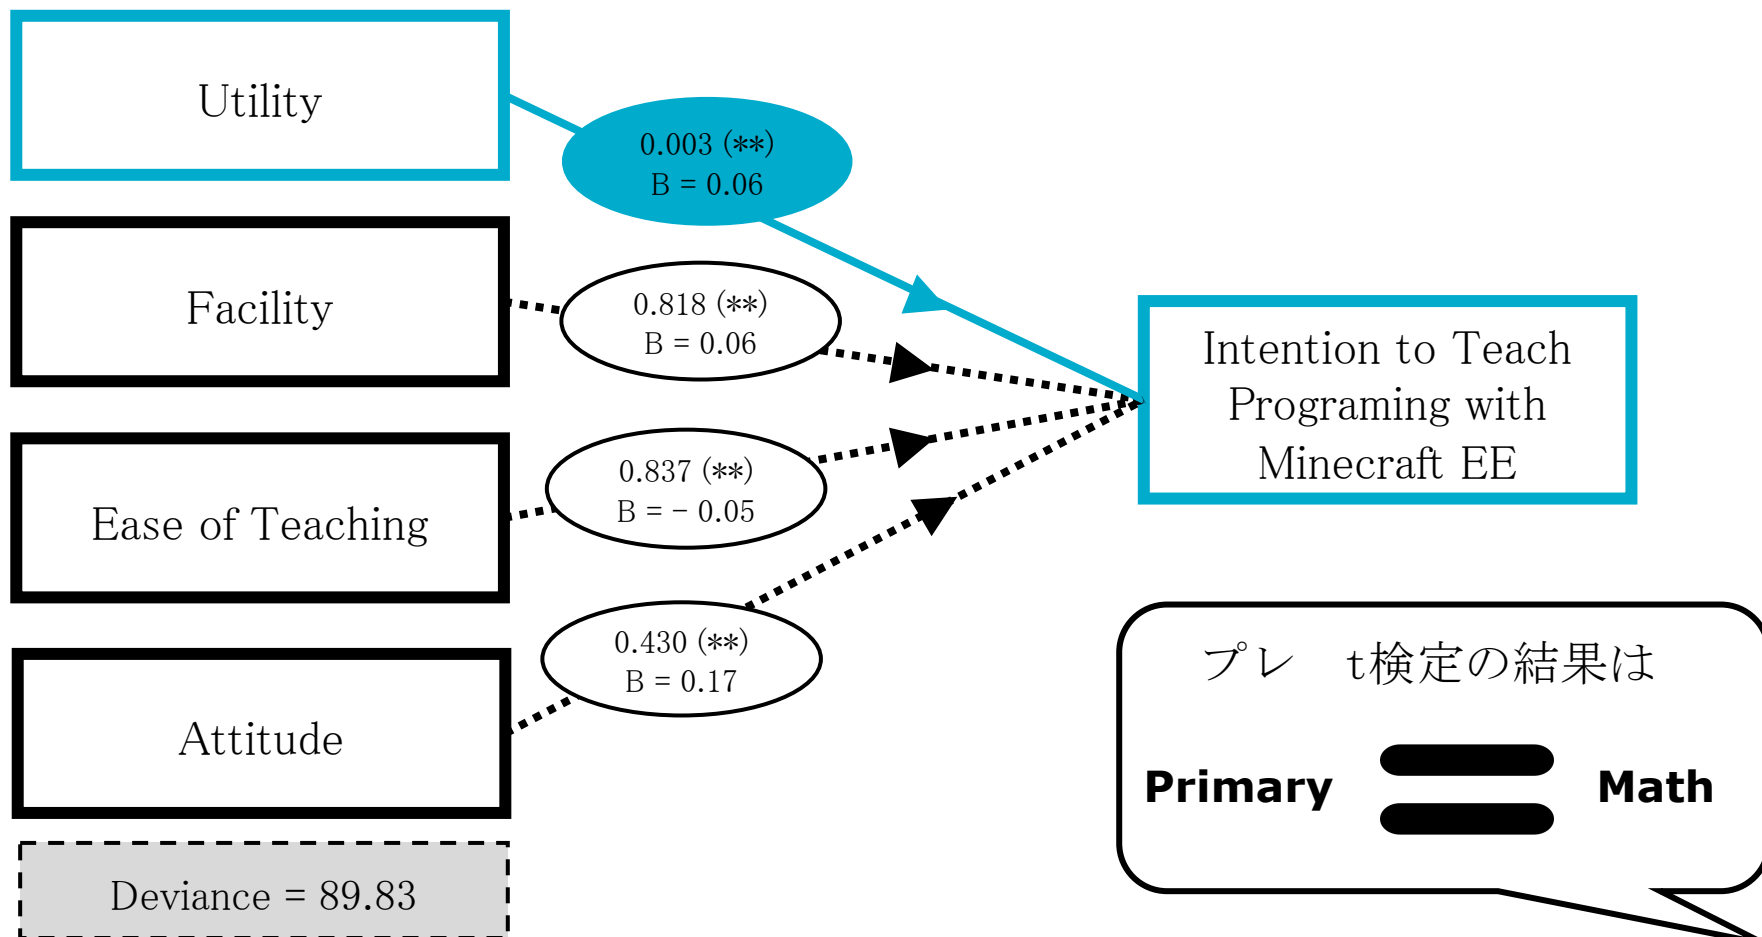 Utility
0.003 (**)
B = 0.06
Facility
0.818 (**)
B = 0.06
Ease of Teaching
0.837 (**)
B = − 0.05
Attitude
0.430 (**)
B = 0.17
Deviance = 89.83
Intention to Teach
Programing with
Minecraft EE
プレ　t検定の結果は
Primary = Math